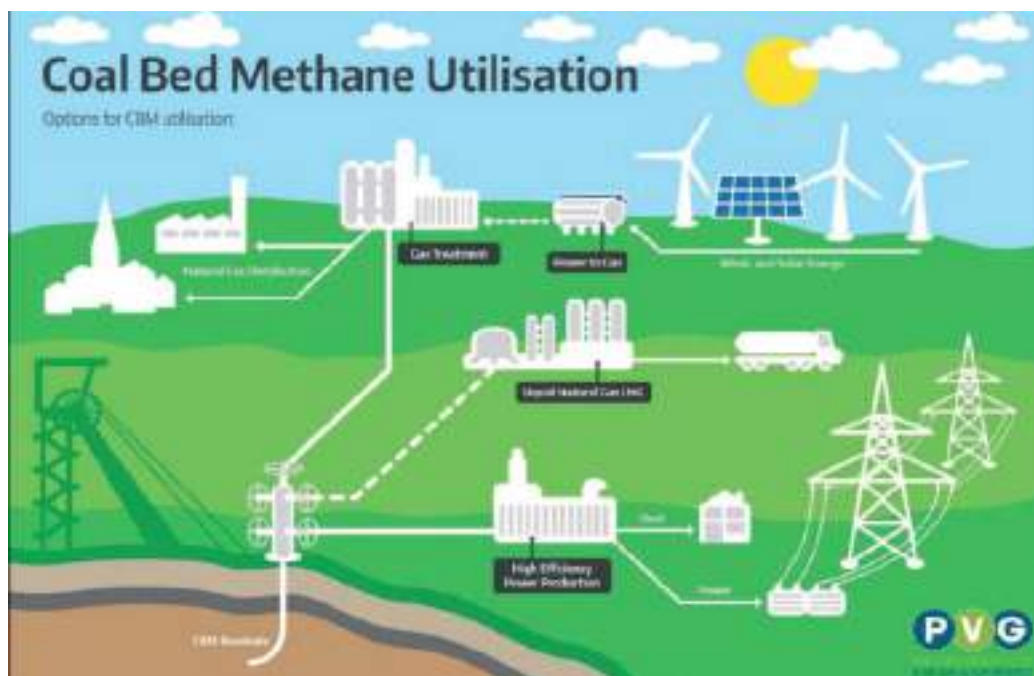 Coal Bed Methane Utilisation
Options for CBM utilisation
Gas Treatment
Power to Gas
Wind and Solar Energy
Natural Gas Distribution
Liquid Natural Gas LNG
High Efficiency
Power Production
Heat
Power
CBM
PVG